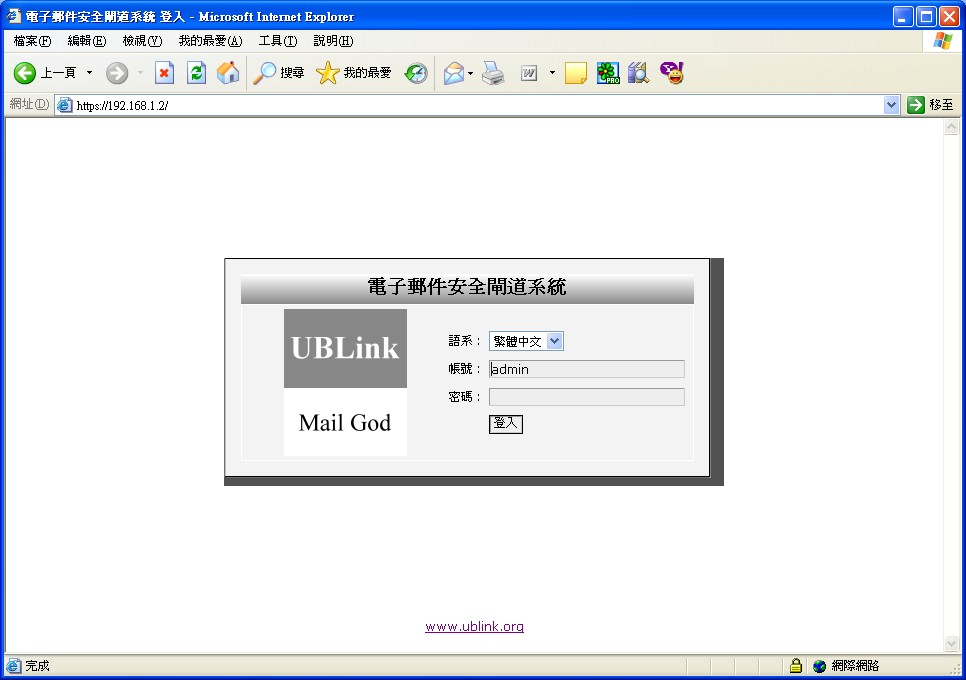 電子郵件安全閘道系統 登入 - Microsoft Internet Explorer
檔案(F) 編輯(E) 檢視(V) 我的最愛(A) 工具(T) 說明(H)
上一頁 搜尋 我的最愛 W PRO Y!
網址(D) https://192.168.1.2/ 移至
電子郵件安全閘道系統
UBLink
Mail God
語系： 繁體中文
帳號： admin
密碼：
登入
www.ublink.org
完成 網際網路